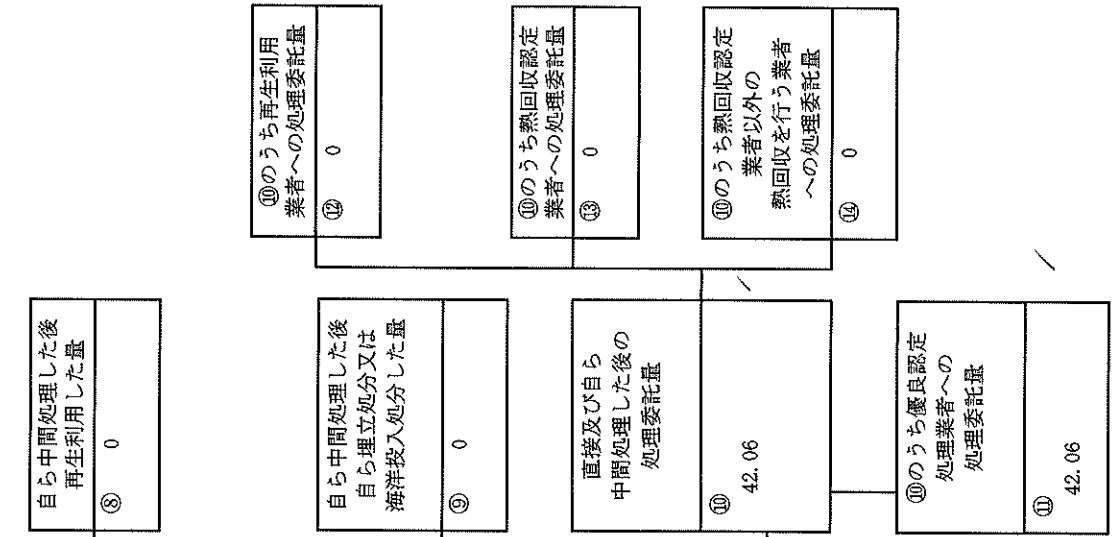 自ら中間処理した後
再生利用した量
⑧ 0
自ら中間処理した後
自ら埋立処分又は
海洋投入処分した量
⑨ 0
直接及び自ら
中間処理した後の
処理委託量
⑩
42.06
⑩のうち優良認定
処理業者への
処理委託量
⑪
42.06
⑩のうち再生利用
業者への処理委託量
⑫ 0
⑩のうち熱回収認定
業者への処理委託量
⑬ 0
⑩のうち熱回収認定
業者以外の
熱回収を行う業者
への処理委託量
⑭ 0